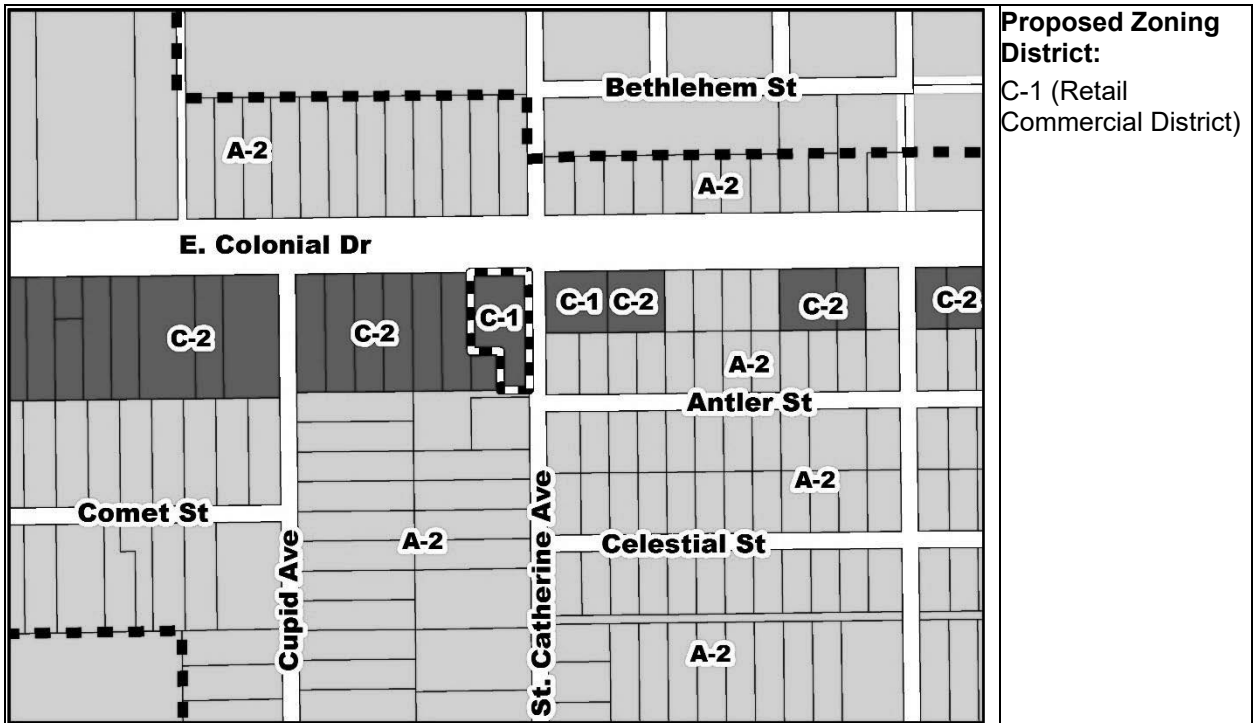 Proposed Zoning
District:
C-1 (Retail
Commercial District)
Bethlehem St
A-2
A-2
E. Colonial Dr
C-2
C-2
C-1
C-1
C-2
C-2
C-2
A-2
Antler St
A-2
Comet St
A-2
Celestial St
Cupid Ave
St. Catherine Ave
A-2